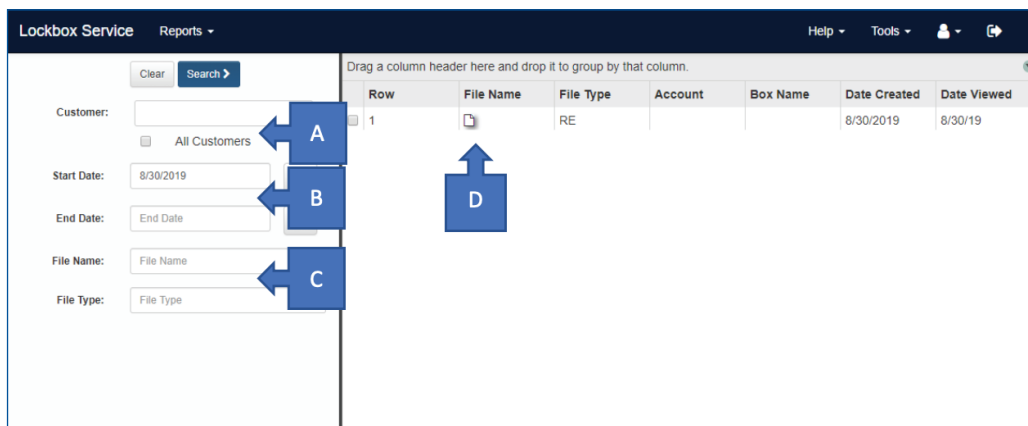 Lockbox Service Reports Help Tools
Clear Search
Drag a column header here and drop it to group by that column.
Row File Name File Type Account Box Name Date Created Date Viewed
1 RE 8/30/2019 8/30/19
Customer:
All Customers
A
Start Date: 8/30/2019
B
End Date: End Date
D
File Name: File Name
C
File Type: File Type